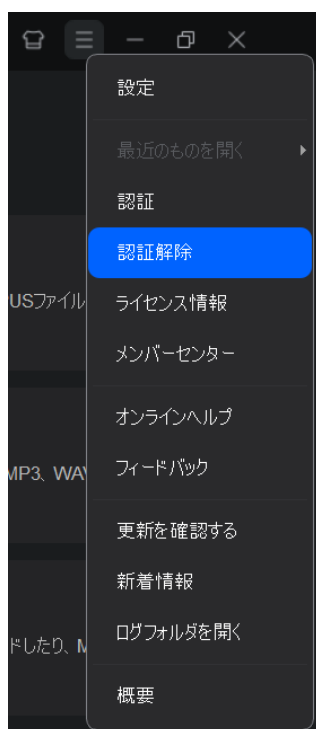 設定
最近のものを開く
認証
認証解除
USファイル
ライセンス情報
メンバーセンター
オンラインヘルプ
MP3、WAV
フィードバック
更新を確認する
新着情報
ドしたり、M
ログフォルダを開く
概要